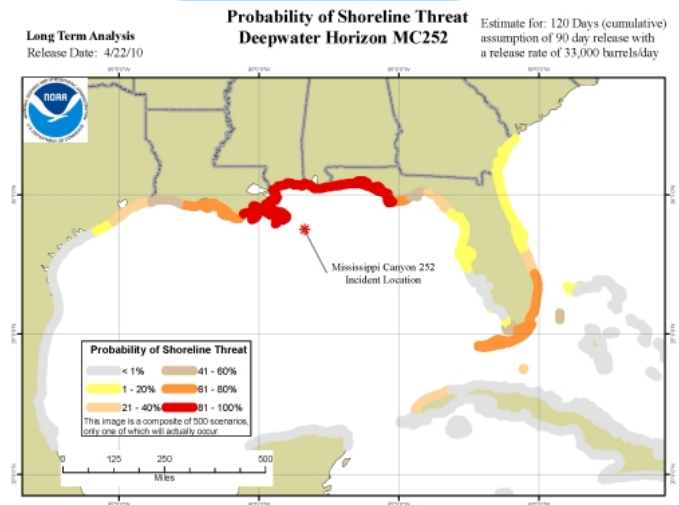 Probability of Shoreline Threat
Deepwater Horizon MC252
Long Term Analysis
Release Date: 4/22/10
Estimate for: 120 Days (cumulative)
assumption of 90 day release with
a release rate of 33,000 barrels/day
NOAA
Mississippi Canyon 252
Incident Location
Probability of Shoreline Threat
< 1%
41 - 60%
1 - 20%
61 - 80%
21 - 40%
81 - 100%
This image is a composite of 500 scenarios,
only one of which will actually occur.
0 125 250 500
Miles